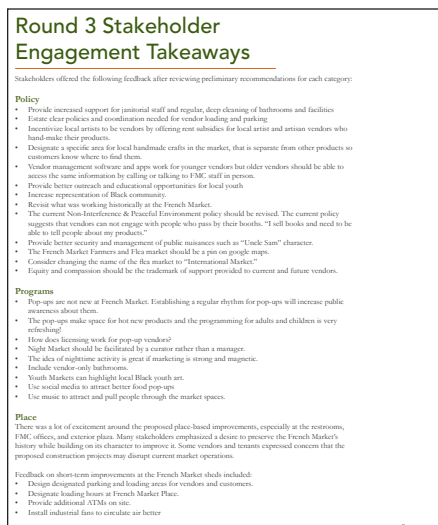 Round 3 Stakeholder
Engagement Takeaways
Stakeholders offered the following feedback after reviewing preliminary recommendations for each category:
Policy
• Provide increased support for janitorial staff and regular, deep cleaning of bathrooms and facilities
• Estate clear policies and coordination needed for vendor loading and parking
• Incentivize local artists to be vendors by offering rent subsidies for local artist and artisan vendors who
hand-make their products.
• Designate a specific area for local handmade crafts in the market, that is separate from other products so
customers know where to find them.
• Vendor management software and apps work for younger vendors but older vendors should be able to
access the same information by calling or talking to FMC staff in person.
• Provide better outreach and educational opportunities for local youth
• Increase representation of Black community.
• Revisit what was working historically at the French Market.
• The current Non-Interference & Peaceful Environment policy should be revised. The current policy
suggests that vendors can not engage with people who pass by their booths. “I sell books and need to be
able to tell people about my products.”
• Provide better security and management of public nuisances such as “Uncle Sam” character.
• The French Market Farmers and Flea market should be a pin on google maps.
• Consider changing the name of the flea market to “International Market.”
• Equity and compassion should be the trademark of support provided to current and future vendors.
Programs
• Pop-ups are not new at French Market. Establishing a regular rhythm for pop-ups will increase public
awareness about them.
• The pop-ups make space for hot new products and the programming for adults and children is very
refreshing!
• How does licensing work for pop-up vendors?
• Night Market should be facilitated by a curator rather than a manager.
• The idea of nighttime activity is great if marketing is strong and magnetic.
• Include vendor-only bathrooms.
• Youth Markets can highlight local Black youth art.
• Use social media to attract better food pop-ups
• Use music to attract and pull people through the market spaces.
Place
There was a lot of excitement around the proposed place-based improvements, especially at the restrooms,
FMC offices, and exterior plaza. Many stakeholders emphasized a desire to preserve the French Market’s
history while building on its character to improve it. Some vendors and tenants expressed concern that the
proposed construction projects may disrupt current market operations.
Feedback on short-term improvements at the French Market sheds included:
• Design designated parking and loading areas for vendors and customers.
• Designate loading hours at French Market Place.
• Provide additional ATMs on site.
• Install industrial fans to circulate air better